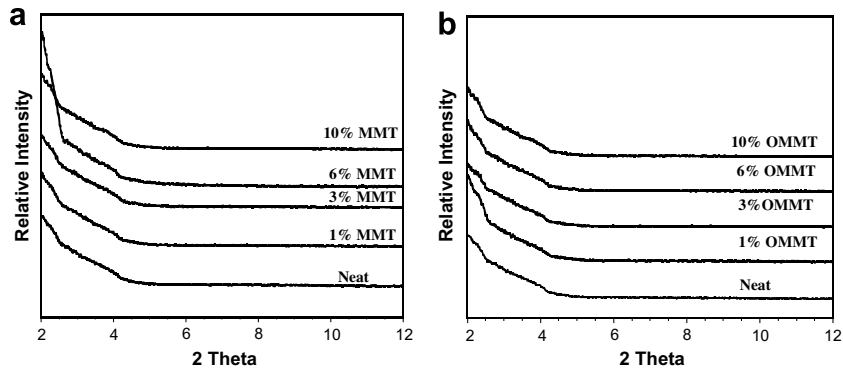 a
Relative Intensity
10% MMT
6% MMT
3% MMT
1% MMT
Neat
2 4 6 8 10 12
2 Theta
b
Relative Intensity
10% OMMT
6% OMMT
3%OMMT
1% OMMT
Neat
2 4 6 8 10 12
2 Theta